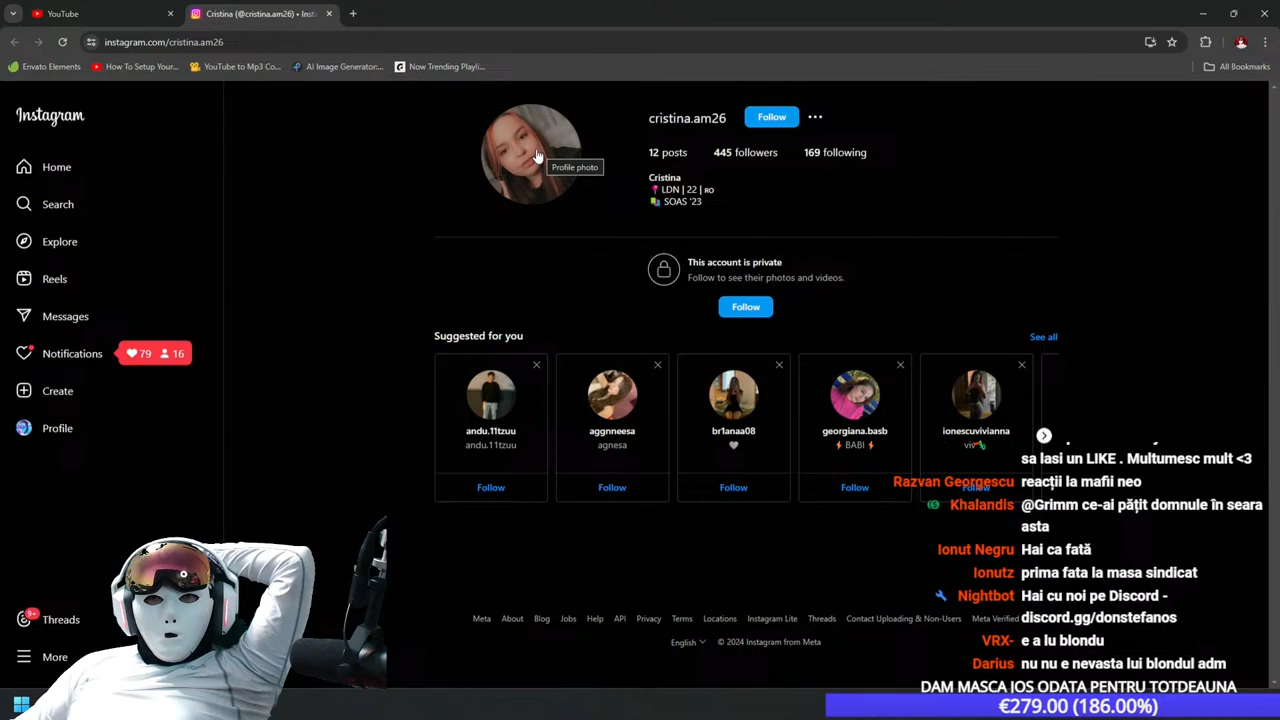 YouTube
Cristina (@cristina.am26) • Inst
instagram.com/cristina.am26
Envato Elements
How To Setup Your...
YouTube to Mp3 Co...
AI Image Generator:...
Now Trending Playli...
All Bookmarks
Instagram
Home
Search
Explore
Reels
Messages
Notifications
79 16
Create
Profile
9+
Threads
More
cristina.am26
Follow
12 posts
445 followers
169 following
Profile photo
Cristina
LDN | 22 | RO
SOAS '23
This account is private
Follow to see their photos and videos.
Follow
Suggested for you
See all
andu.11tzuu
andu.11tzuu
Follow
aggnneesa
agnesa
Follow
br1anaa08
Follow
georgiana.basb
BABI
Follow
ionescuvivianna
Follow
sa lasi un LIKE . Multumesc mult <3
Razvan Georgescu reacții la mafii neo
Khalandis @Grimm ce-ai pățit domnule în seara
asta
Ionut Negru Hai ca fată
Ionutz prima fata la masa sindicat
Nightbot Hai cu noi pe Discord -
discord.gg/donstefanos
VRX- e a lu blondu
Darius nu nu e nevasta lui blondul adm
DAM MASCA JOS ODATA PENTRU TOTDEAUNA
€279.00 (186.00%)
Meta About Blog Jobs Help API Privacy Terms Locations Instagram Lite Threads Contact Uploading & Non-Users Meta Verified
English © 2024 Instagram from Meta